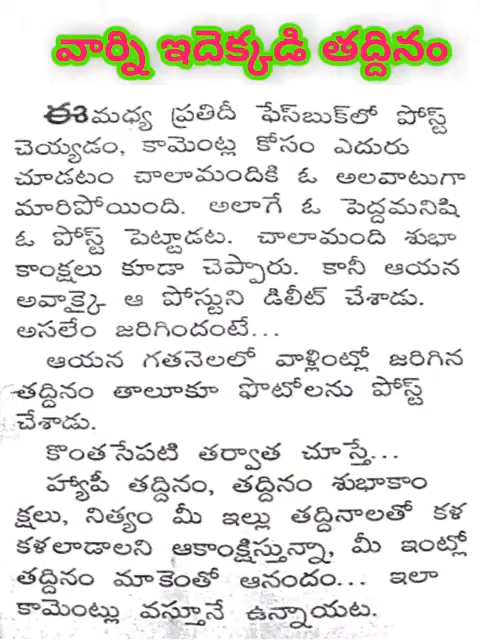 వార్ని ఇదెక్కడి తద్దినం
ఈ మధ్య ప్రతిదీ ఫేస్‌బుక్‌లో పోస్ట్
చెయ్యడం, కామెంట్ల కోసం ఎదురు
చూడటం చాలామందికి ఓ అలవాటుగా
మారిపోయింది. అలాగే ఓ పెద్దమనిషి
ఓ పోస్ట్ పెట్టాడట. చాలామంది శుభా
కాంక్షలు కూడా చెప్పారు. కానీ ఆయన
అవాక్కై ఆ పోస్టుని డిలీట్ చేశాడు.
అసలేం జరిగిందంటే...
ఆయన గతనెలలో వాళ్లింట్లో జరిగిన
తద్దినం తాలూకూ ఫొటోలను పోస్ట్
చేశాడు.
కొంతసేపటి తర్వాత చూస్తే...
హ్యాపీ తద్దినం, తద్దినం శుభాకాం
క్షలు, నిత్యం మీ ఇల్లు తద్దినాలతో కళ
కళలాడాలని ఆకాంక్షిస్తున్నా, మీ ఇంట్లో
తద్దినం మాకెంతో ఆనందం... ఇలా
కామెంట్లు వస్తూనే ఉన్నాయట.